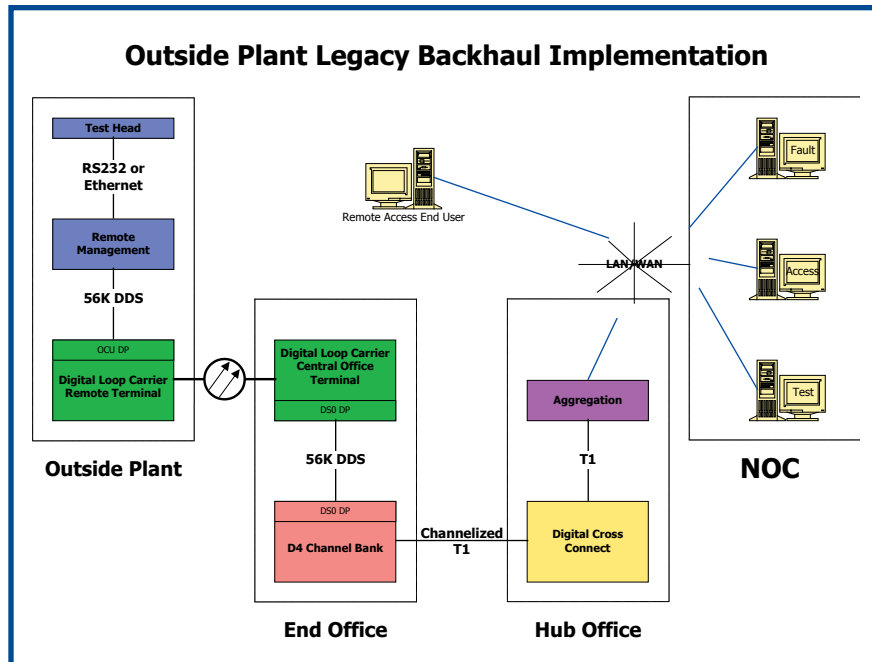 Outside Plant Legacy Backhaul Implementation
Test Head
RS232 or
Ethernet
Remote
Management
56K DDS
OCU DP
Digital Loop Carrier
Remote Terminal
Outside Plant
Digital Loop Carrier
Central Office
Terminal
DS0 DP
56K DDS
DS0 DP
D4 Channel Bank
End Office
Channelized
T1
Remote Access End User
LAN/WAN
Aggregation
T1
Digital Cross
Connect
Hub Office
Fault
Access
Test
NOC